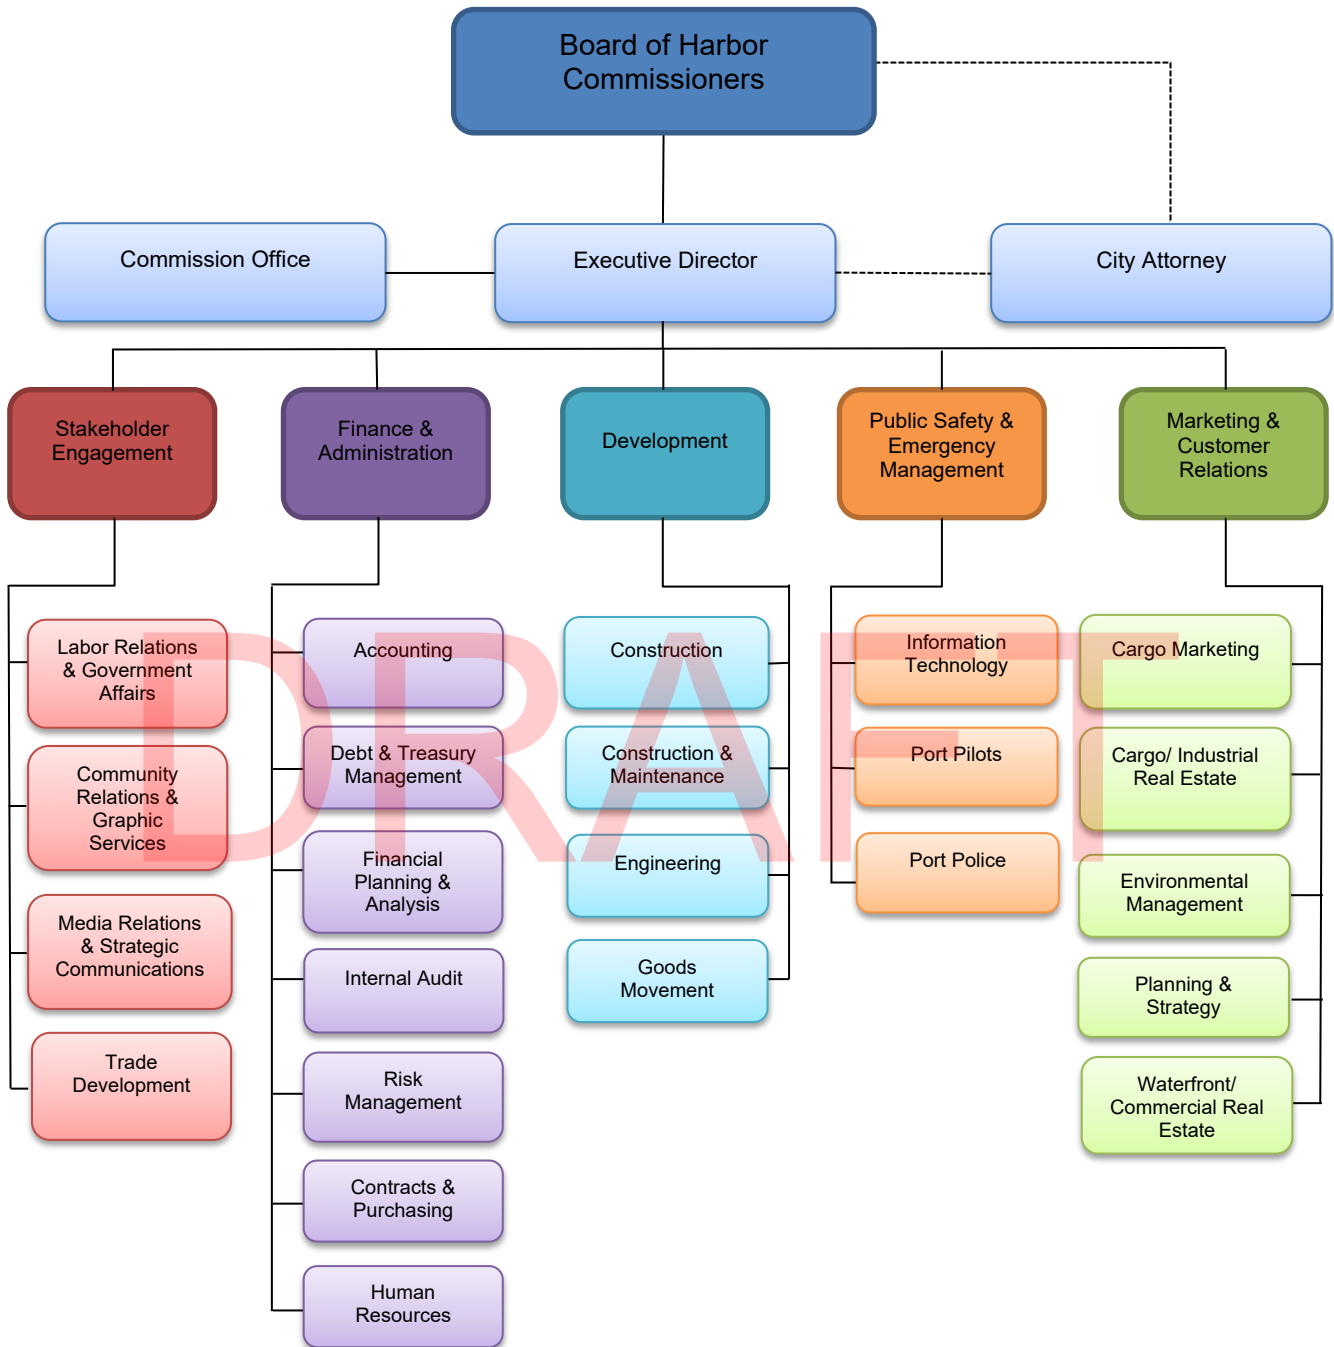 Board of Harbor
Commissioners
Commission Office
Executive Director
City Attorney
Stakeholder
Engagement
Finance &
Administration
Development
Public Safety &
Emergency
Management
Marketing &
Customer
Relations
Labor Relations
& Government
Affairs
Community
Relations &
Graphic
Services
Media Relations
& Strategic
Communications
Trade
Development
Accounting
Debt & Treasury
Management
Financial
Planning &
Analysis
Internal Audit
Risk
Management
Contracts &
Purchasing
Human
Resources
Construction
Construction &
Maintenance
Engineering
Goods
Movement
Information
Technology
Port Pilots
Port Police
Cargo Marketing
Cargo/ Industrial
Real Estate
Environmental
Management
Planning &
Strategy
Waterfront/
Commercial Real
Estate
DRAFT